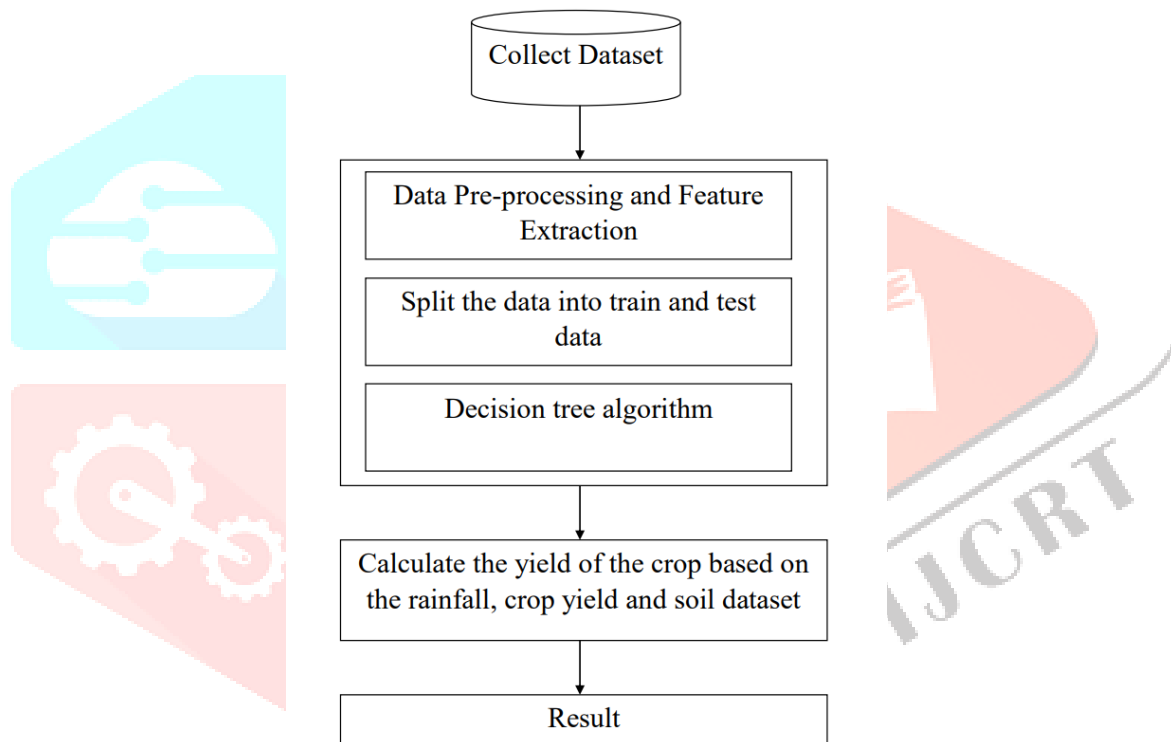 Collect Dataset
Data Pre-processing and Feature
Extraction
Split the data into train and test
data
Decision tree algorithm
Calculate the yield of the crop based on
the rainfall, crop yield and soil dataset
Result
IJCRT